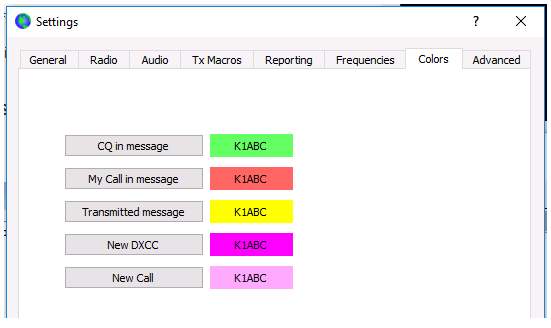 Settings
General Radio Audio Tx Macros Reporting Frequencies Colors Advanced
CQ in message K1ABC
My Call in message K1ABC
Transmitted message K1ABC
New DXCC K1ABC
New Call K1ABC